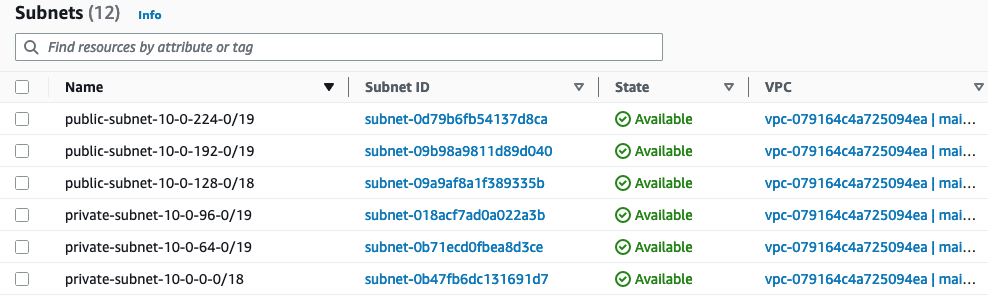 Subnets (12) Info
Find resources by attribute or tag
Name Subnet ID State VPC
public-subnet-10-0-224-0/19 subnet-0d79b6fb54137d8ca Available vpc-079164c4a725094ea | mai…
public-subnet-10-0-192-0/19 subnet-09b98a9811d89d040 Available vpc-079164c4a725094ea | mai…
public-subnet-10-0-128-0/18 subnet-09a9af8a1f389335b Available vpc-079164c4a725094ea | mai…
private-subnet-10-0-96-0/19 subnet-018acf7ad0a022a3b Available vpc-079164c4a725094ea | mai…
private-subnet-10-0-64-0/19 subnet-0b71ecd0fbea8d3ce Available vpc-079164c4a725094ea | mai…
private-subnet-10-0-0-0/18 subnet-0b47fb6dc131691d7 Available vpc-079164c4a725094ea | mai…